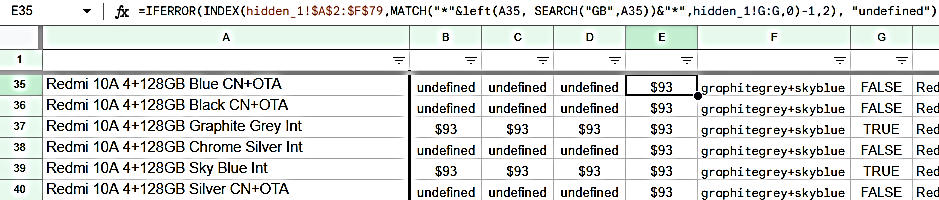 E35 fx =IFERROR(INDEX(hidden_1!$A$2:$F$79,MATCH("*"&left(A35, SEARCH("GB",A35))&"*",hidden_1!G:G,0)-1,2), "undefined")
A B C D E F G
1
35 Redmi 10A 4+128GB Blue CN+OTA undefined undefined undefined $93 graphitegrey+skyblue FALSE Red
36 Redmi 10A 4+128GB Black CN+OTA undefined undefined undefined $93 graphitegrey+skyblue FALSE Red
37 Redmi 10A 4+128GB Graphite Grey Int $93 $93 $93 $93 graphitegrey+skyblue TRUE Red
38 Redmi 10A 4+128GB Chrome Silver Int undefined undefined undefined $93 graphitegrey+skyblue FALSE Red
39 Redmi 10A 4+128GB Sky Blue Int $93 $93 $93 $93 graphitegrey+skyblue TRUE Red
40 Redmi 10A 4+128GB Silver CN+OTA undefined undefined undefined $93 graphitegrey+skyblue FALSE Red